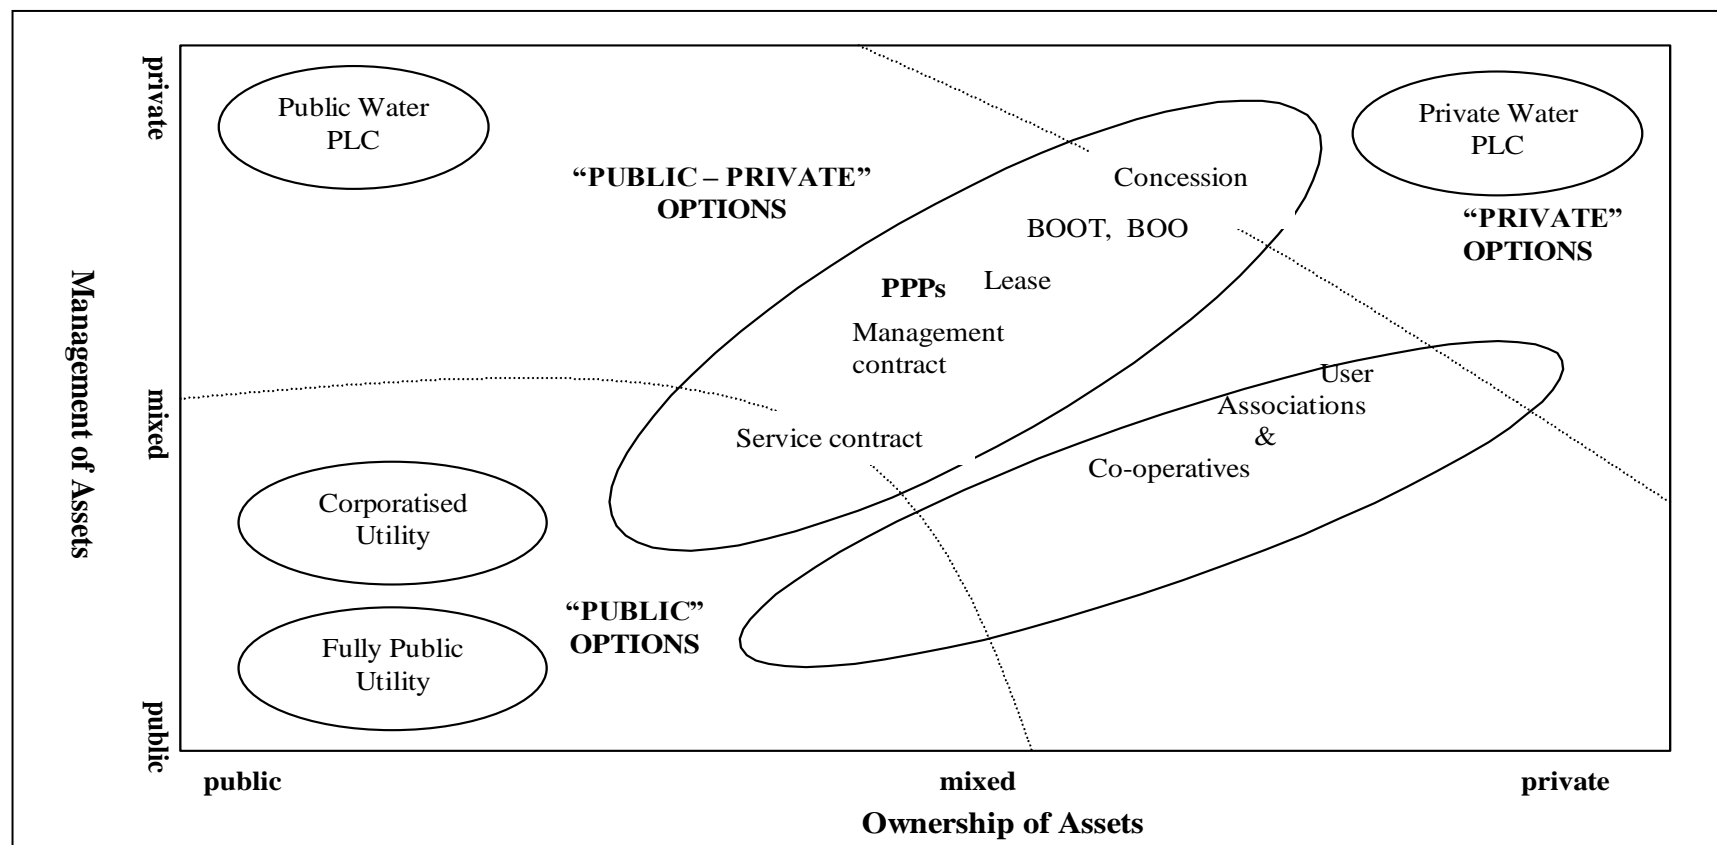 private
Public Water
PLC
Private Water
PLC
“PUBLIC – PRIVATE”
OPTIONS
Concession
“PRIVATE”
OPTIONS
BOOT, BOO
PPPs
Lease
Management
contract
Management of Assets
mixed
User
Associations
&
Co-operatives
Service contract
Corporatised
Utility
“PUBLIC”
OPTIONS
Fully Public
Utility
public
public
mixed
private
Ownership of Assets